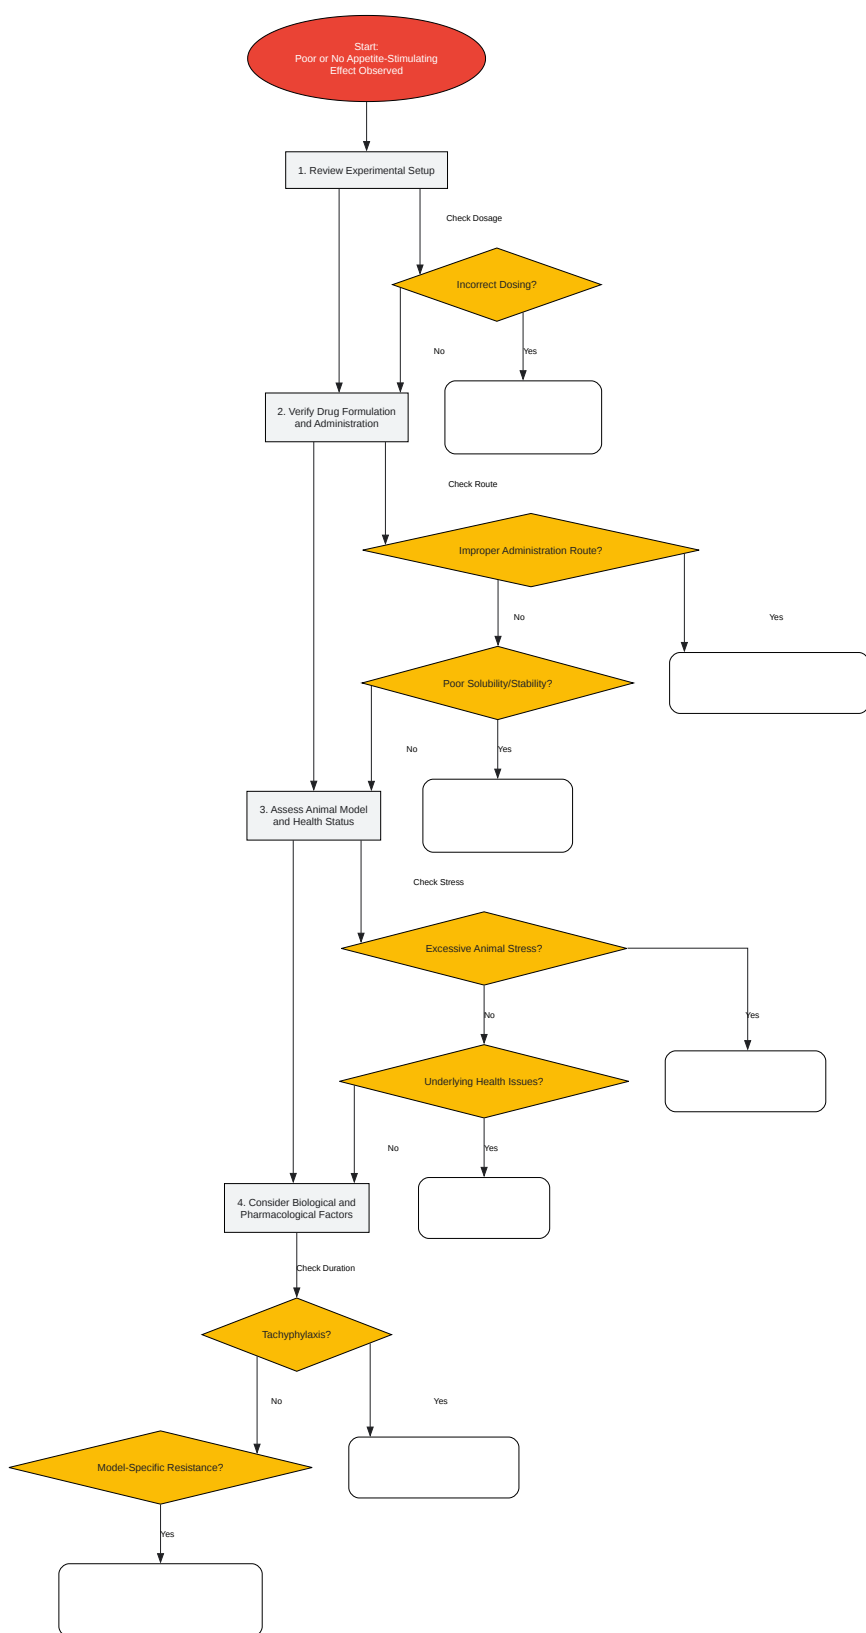 Start:
Poor or No Appetite-Stimulating
Effect Observed
1. Review Experimental Setup
Check Dosage
Incorrect Dosing?
No
Yes
2. Verify Drug Formulation
and Administration
Check Route
Improper Administration Route?
No
Yes
Poor Solubility/Stability?
No
Yes
3. Assess Animal Model
and Health Status
Check Stress
Excessive Animal Stress?
No
Yes
Underlying Health Issues?
No
Yes
4. Consider Biological and
Pharmacological Factors
Check Duration
Tachyphylaxis?
No
Yes
Model-Specific Resistance?
Yes